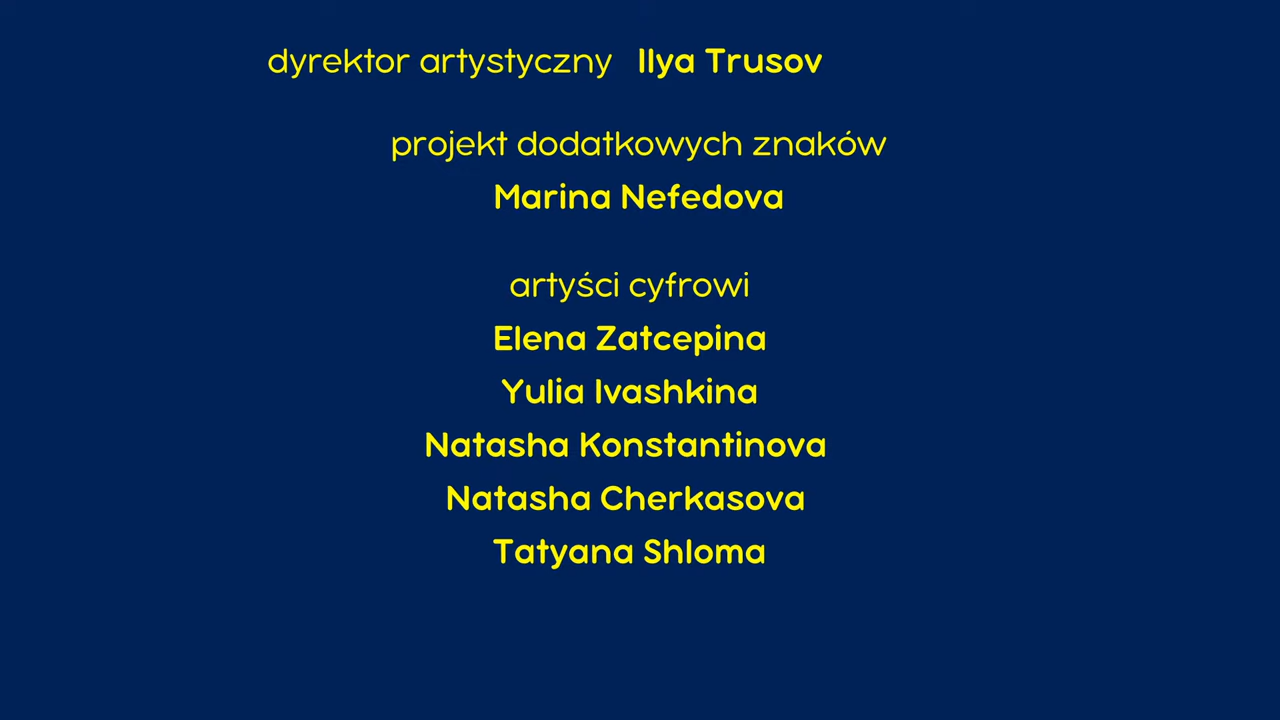 dyrektor artystyczny Ilya Trusov
projekt dodatkowych znaków
Marina Nefedova
artyści cyfrowi
Elena Zatcepina
Yulia Ivashkina
Natasha Konstantinova
Natasha Cherkasova
Tatyana Shloma